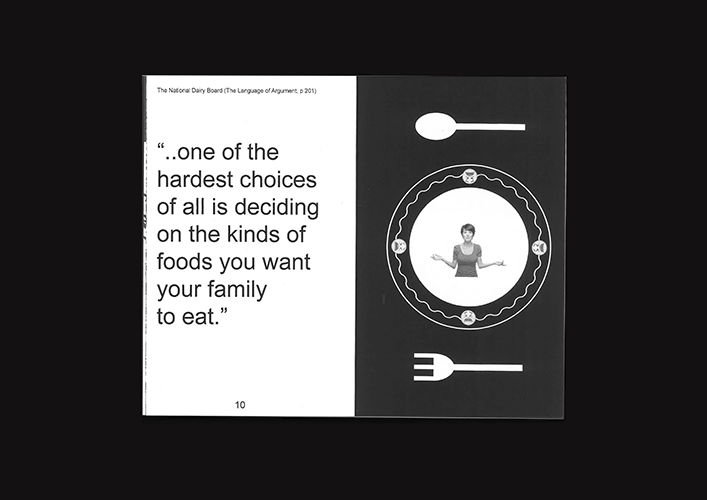 The National Dairy Board (The Language of Argument, p 201)
“..one of the
hardest choices
of all is deciding
on the kinds of
foods you want
your family
to eat.”
10